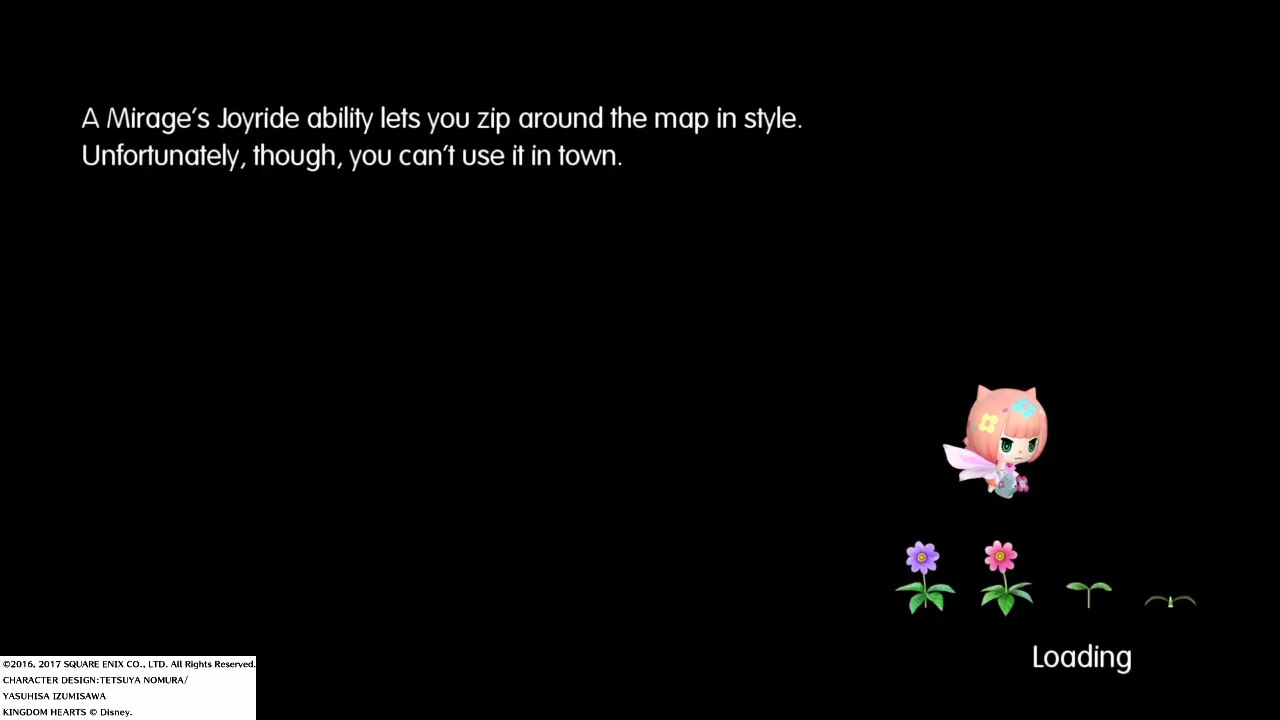 A Mirage's Joyride ability lets you zip around the map in style.
Unfortunately, though, you can't use it in town.
Loading
©2016, 2017 SQUARE ENIX CO., LTD. All Rights Reserved.
CHARACTER DESIGN:TETSUYA NOMURA/
YASUHISA IZUMISAWA
KINGDOM HEARTS © Disney.